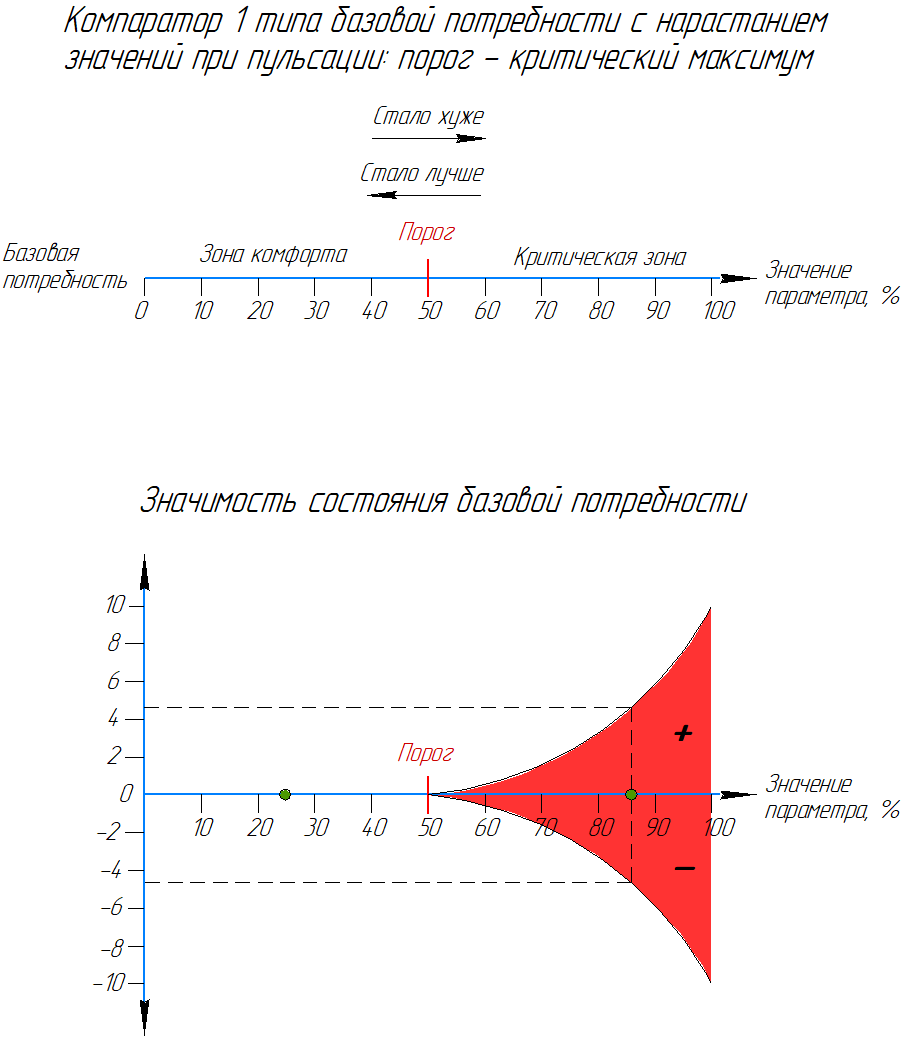 Компаратор 1 типа базовой потребности с нарастанием
значений при пульсации: порог – критический максимум
Стало хуже
Стало лучше
Порог
Базовая
потребность
Зона комфорта
Критическая зона
Значение
параметра, %
0 10 20 30 40 50 60 70 80 90 100
Значимость состояния базовой потребности
10
8
6
4
2
0
−2
−4
−6
−8
−10
Порог
+
−
10 20 30 40 50 60 70 80 90 100
Значение
параметра, %